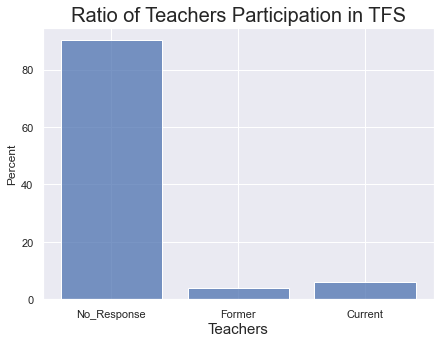 Ratio of Teachers Participation in TFS
80
60
40
20
0
Percent
No_Response Former Current
Teachers